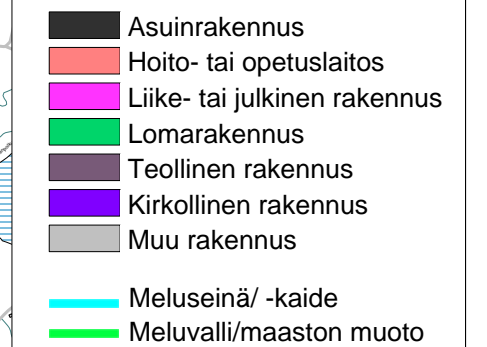 Asuinrakennus
Hoito- tai opetuslaitos
Liike- tai julkinen rakennus
Lomarakennus
Teollinen rakennus
Kirkollinen rakennus
Muu rakennus
Meluseinä/ -kaide
Meluvalli/maaston muoto